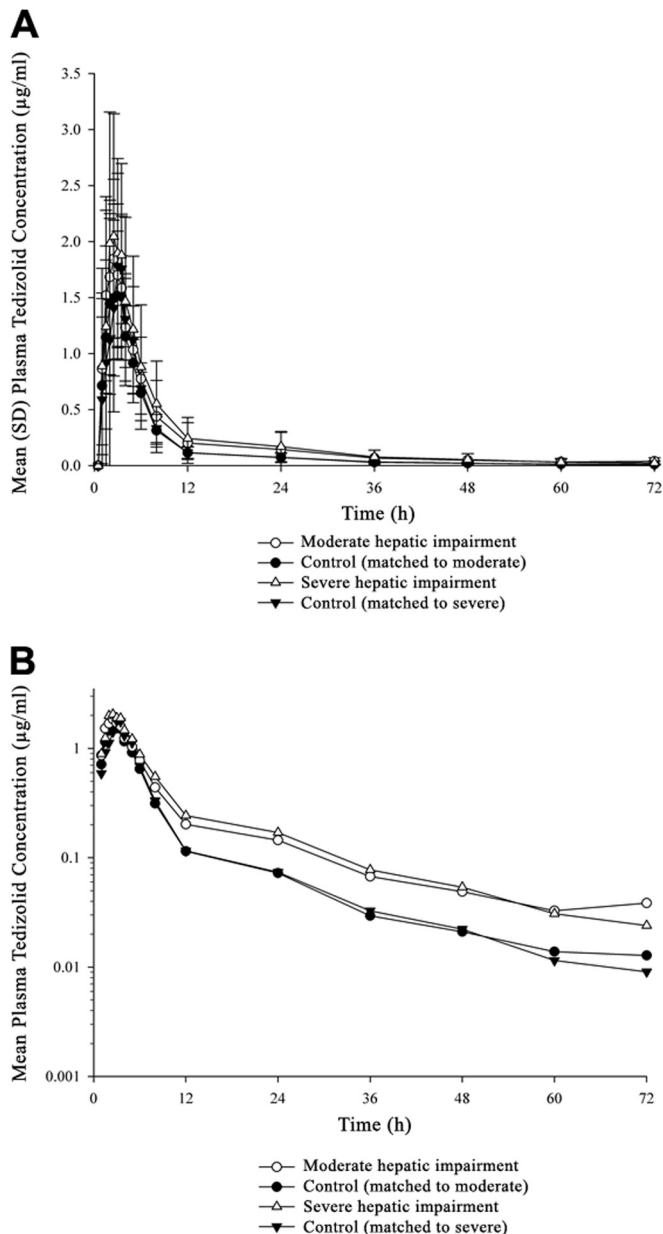 A
Mean (SD) Plasma Tedizolid Concentration (µg/ml)
3.5
3.0
2.5
2.0
1.5
1.0
0.5
0.0
0 12 24 36 48 60 72
Time (h)
Moderate hepatic impairment
Control (matched to moderate)
Severe hepatic impairment
Control (matched to severe)
B
Mean Plasma Tedizolid Concentration (µg/ml)
1
0.1
0.01
0.001
0 12 24 36 48 60 72
Time (h)
Moderate hepatic impairment
Control (matched to moderate)
Severe hepatic impairment
Control (matched to severe)